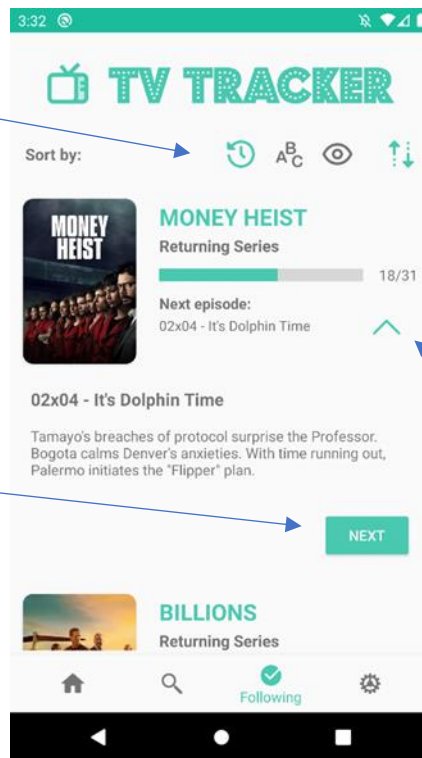 3:32
TV TRACKER
Sort by:
ABC
MONEY HEIST
MONEY
HEIST
Returning Series
18/31
Next episode:
02x04 - It's Dolphin Time
02x04 - It's Dolphin Time
Tamayo's breaches of protocol surprise the Professor.
Bogota calms Denver's anxieties. With time running out,
Palermo initiates the "Flipper" plan.
NEXT
BILLIONS
Returning Series
Following